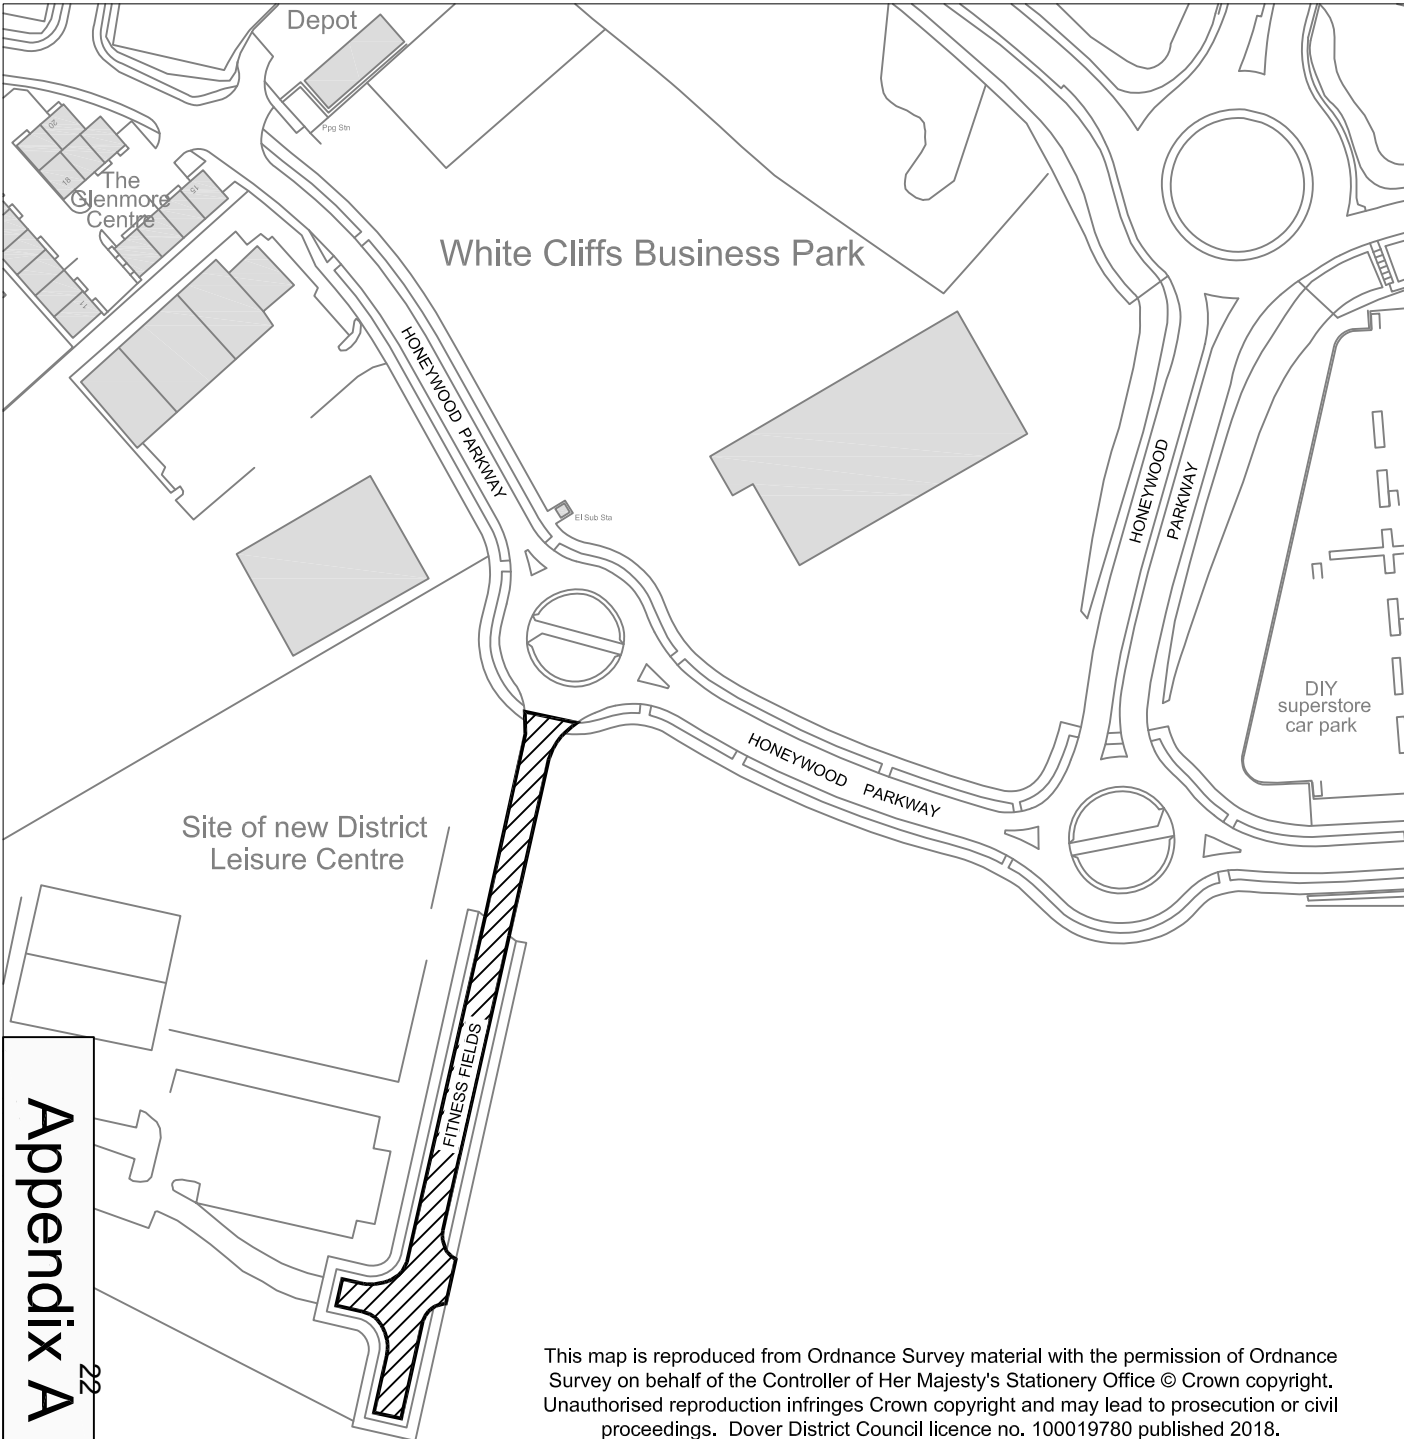 Depot
Ppg Stn
20
18
15
11
The
Glenmore
Centre
White Cliffs Business Park
HONEYWOOD PARKWAY
El Sub Sta
HONEYWOOD
PARKWAY
DIY
superstore
car park
HONEYWOOD PARKWAY
Site of new District
Leisure Centre
FITNESS FIELDS
Appendix A
22
This map is reproduced from Ordnance Survey material with the permission of Ordnance
Survey on behalf of the Controller of Her Majesty's Stationery Office © Crown copyright.
Unauthorised reproduction infringes Crown copyright and may lead to prosecution or civil
proceedings. Dover District Council licence no. 100019780 published 2018.